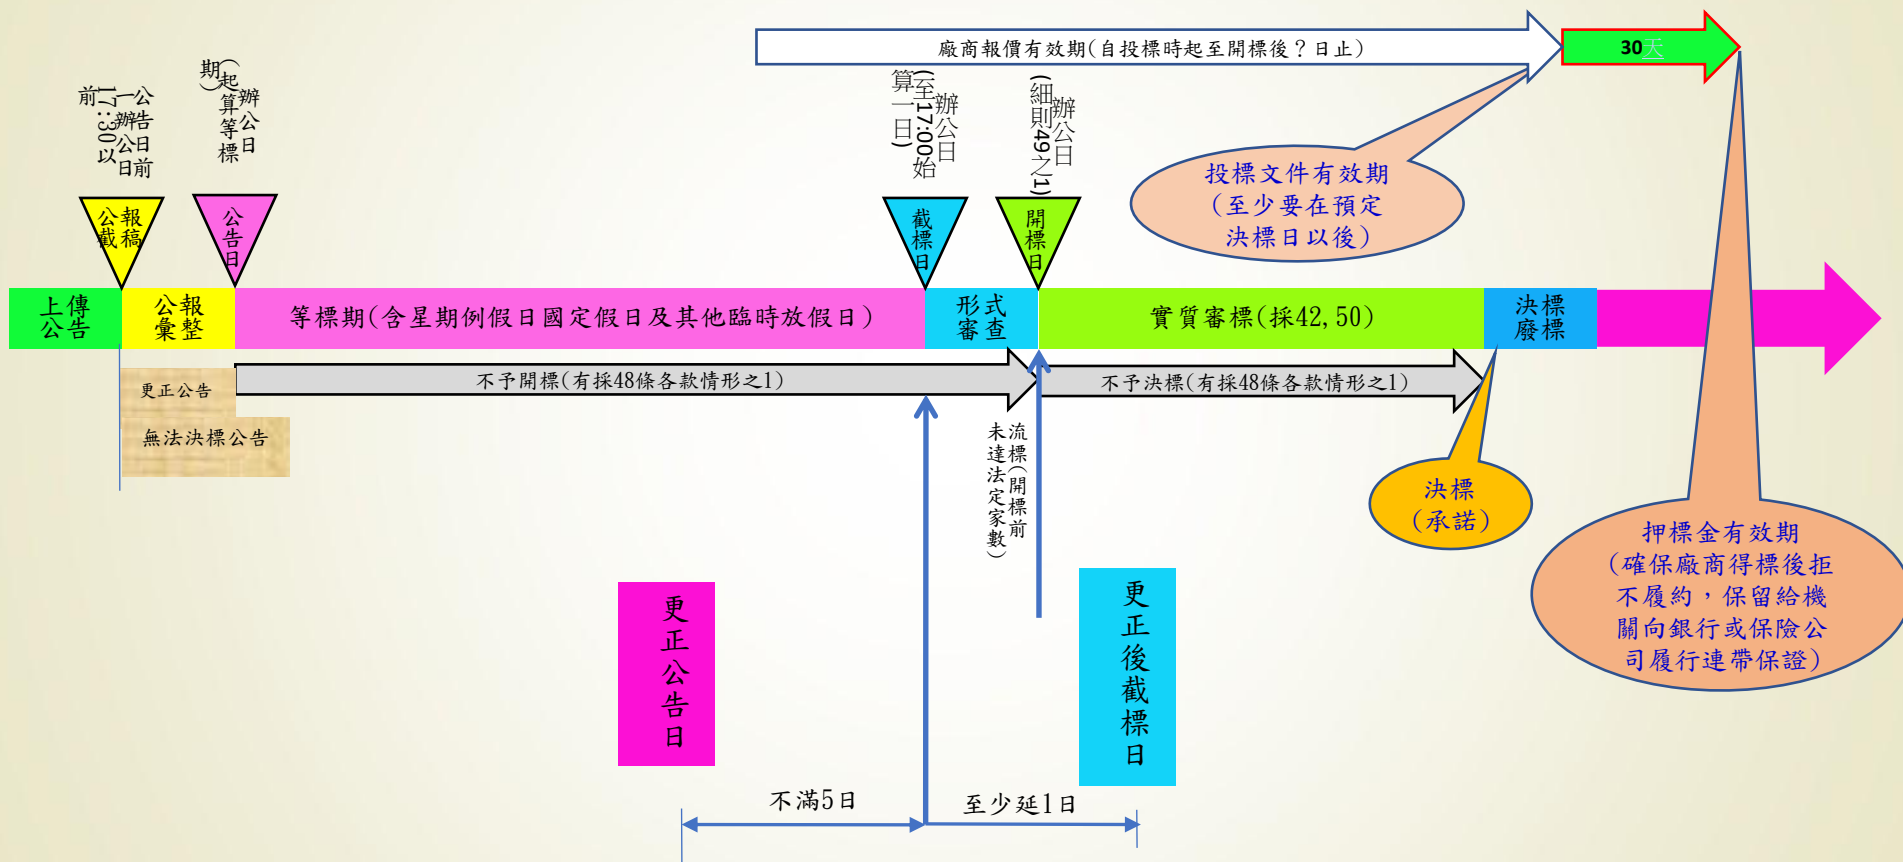 廠商報價有效期(自投標時起至開標後？日止)
30天
公告日前
一辦公日
17:30以
前
辦公日
(起算等標
期)
辦公日
(至17:00始
算一日)
辦公日
(細則49之1)
投標文件有效期
(至少要在預定
決標日以後)
公報
截稿
公告日
截標日
開標日
上傳
公告
公報
彙整
等標期(含星期例假日國定假日及其他臨時放假日)
形式
審查
實質審標(採42,50)
決標
廢標
更正公告
無法決標公告
不予開標(有採48條各款情形之1)
不予決標(有採48條各款情形之1)
流標(開標前
未達法定家數)
決標
(承諾)
押標金有效期
(確保廠商得標後拒
不履約，保留給機
關向銀行或保險公
司履行連帶保證)
更正公告日
更正後截標日
不滿5日
至少延1日